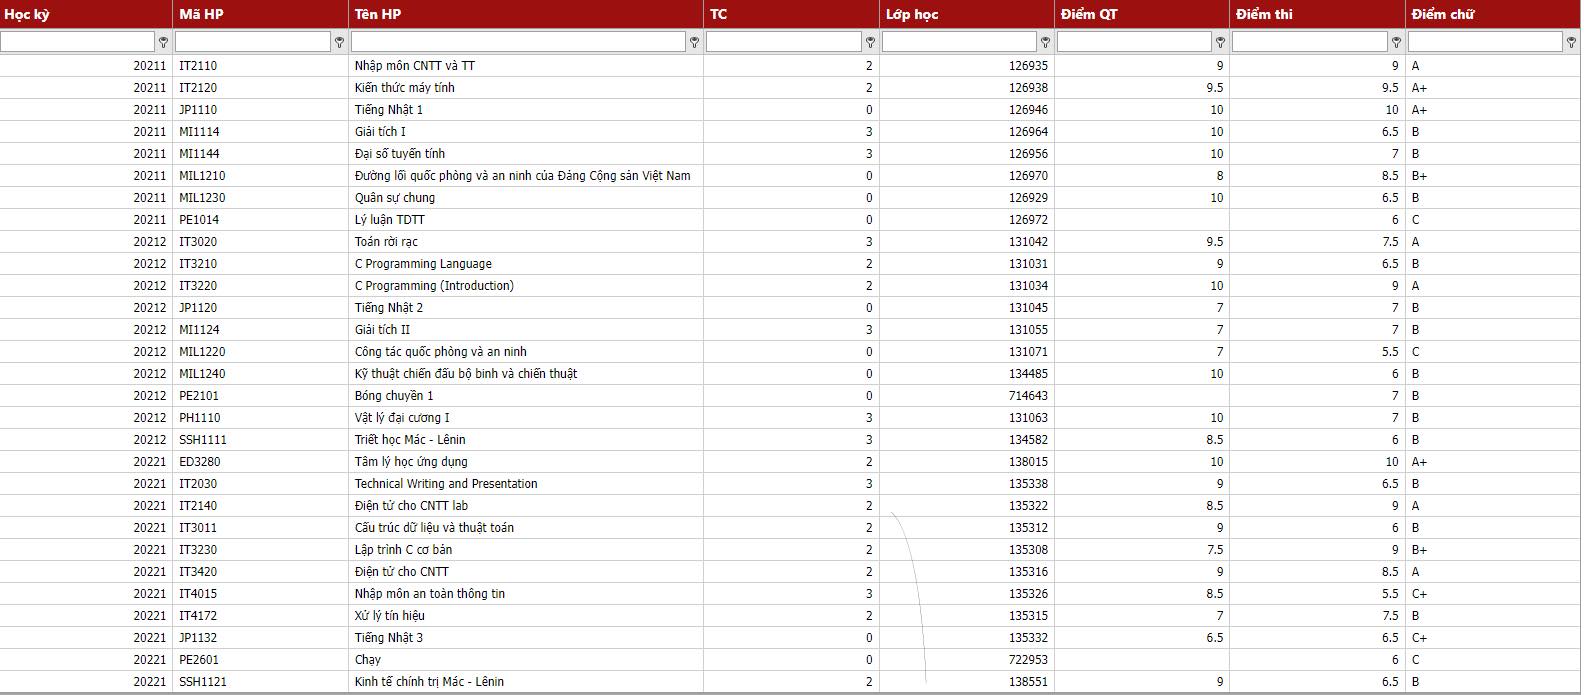 Học kỳ Mã HP Tên HP TC Lớp học Điểm QT Điểm thi Điểm chữ
20211 IT2110 Nhập môn CNTT và TT 2 126935 9 9 A
20211 IT2120 Kiến thức máy tính 2 126938 9.5 9.5 A+
20211 JP1110 Tiếng Nhật 1 0 126946 10 10 A+
20211 MI1114 Giải tích I 3 126964 10 6.5 B
20211 MI1144 Đại số tuyến tính 3 126956 10 7 B
20211 MIL1210 Đường lối quốc phòng và an ninh của Đảng Cộng sản Việt Nam 0 126970 8 8.5 B+
20211 MIL1230 Quân sự chung 0 126929 10 6.5 B
20211 PE1014 Lý luận TDTT 0 126972 6 C
20212 IT3020 Toán rời rạc 3 131042 9.5 7.5 A
20212 IT3210 C Programming Language 2 131031 9 6.5 B
20212 IT3220 C Programming (Introduction) 2 131034 10 9 A
20212 JP1120 Tiếng Nhật 2 0 131045 7 7 B
20212 MI1124 Giải tích II 3 131055 7 7 B
20212 MIL1220 Công tác quốc phòng và an ninh 0 131071 7 5.5 C
20212 MIL1240 Kỹ thuật chiến đấu bộ binh và chiến thuật 0 134485 10 6 B
20212 PE2101 Bóng chuyền 1 0 714643 7 B
20212 PH1110 Vật lý đại cương I 3 131063 10 7 B
20212 SSH1111 Triết học Mác - Lênin 3 134582 8.5 6 B
20221 ED3280 Tâm lý học ứng dụng 2 138015 10 10 A+
20221 IT2030 Technical Writing and Presentation 3 135338 9 6.5 B
20221 IT2140 Điện tử cho CNTT lab 2 135322 8.5 9 A
20221 IT3011 Cấu trúc dữ liệu và thuật toán 2 135312 9 6 B
20221 IT3230 Lập trình C cơ bản 2 135308 7.5 9 B+
20221 IT3420 Điện tử cho CNTT 2 135316 9 8.5 A
20221 IT4015 Nhập môn an toàn thông tin 3 135326 8.5 5.5 C+
20221 IT4172 Xử lý tín hiệu 2 135315 7 7.5 B
20221 JP1132 Tiếng Nhật 3 0 135332 6.5 6.5 C+
20221 PE2601 Chạy 0 722953 6 C
20221 SSH1121 Kinh tế chính trị Mác - Lênin 2 138551 9 6.5 B